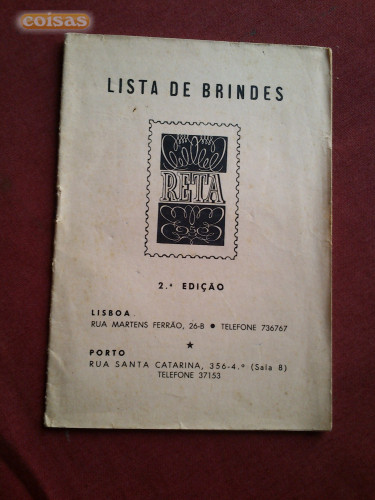 coisas
LISTA DE BRINDES
RETA
2.ª EDIÇÃO
LISBOA
RUA MARTENS FERRÃO, 26-B ● TELEFONE 736767
★
PORTO
RUA SANTA CATARINA, 356-4.º (Sala 8)
TELEFONE 37153